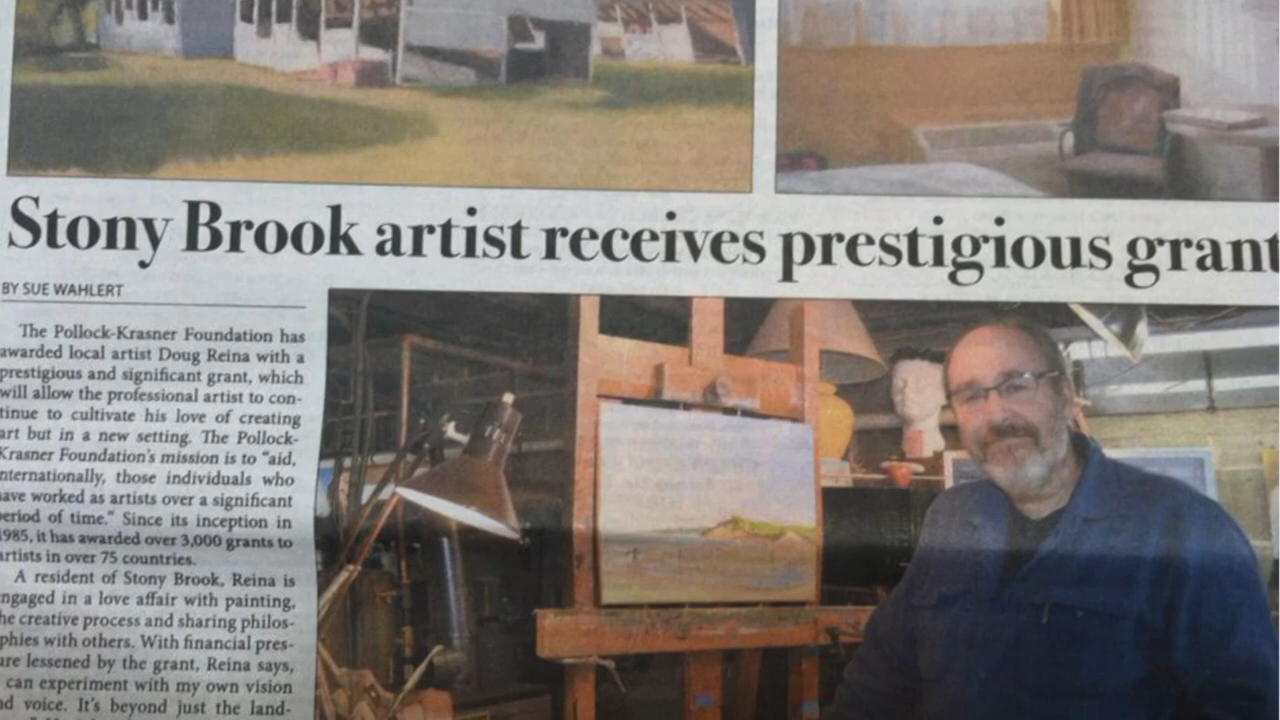 Stony Brook artist receives prestigious grant
BY SUE WAHLERT
The Pollock-Krasner Foundation has
awarded local artist Doug Reina with a
prestigious and significant grant, which
will allow the professional artist to con-
tinue to cultivate his love of creating
art but in a new setting. The Pollock-
Krasner Foundation's mission is to "aid,
nternationally, those individuals who
ave worked as artists over a significant
period of time." Since its inception in
1985, it has awarded over 3,000 grants to
artists in over 75 countries.
A resident of Stony Brook, Reina is
ngaged in a love affair with painting,
he creative process and sharing philos-
phies with others. With financial pres-
ure lessened by the grant, Reina says,
can experiment with my own vision
nd voice. It's beyond just the land-